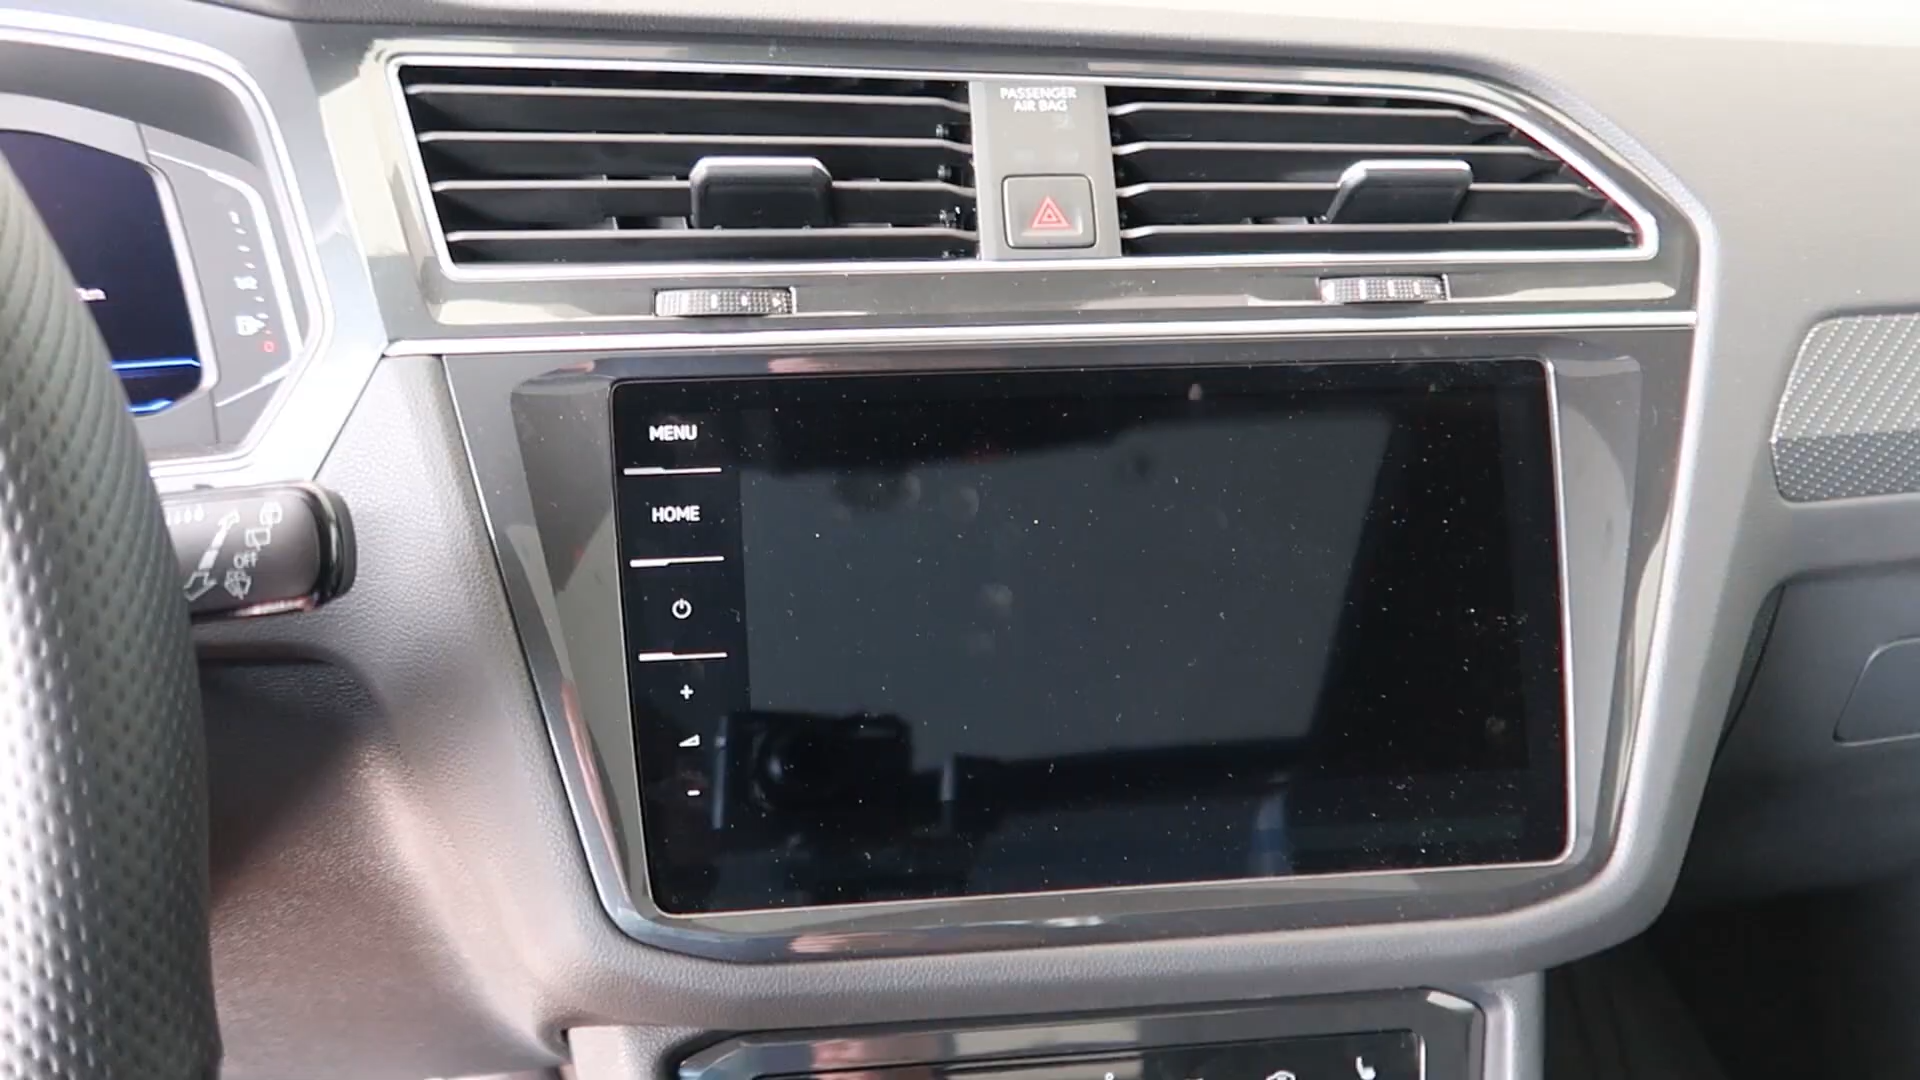 PASSENGER
AIR BAG
MENU
HOME
+
-
OFF